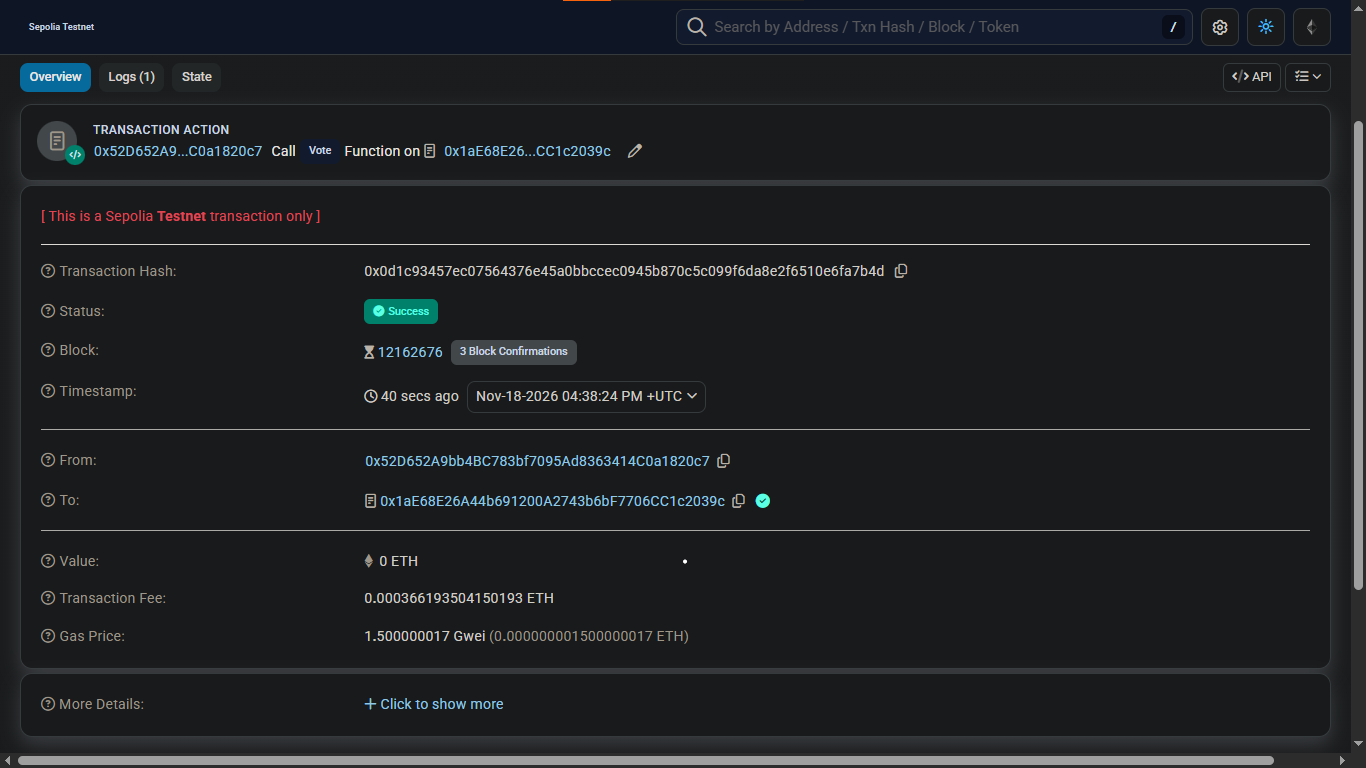 Sepolia Testnet
Search by Address / Txn Hash / Block / Token /
Overview Logs (1) State </> API
TRANSACTION ACTION
0x52D652A9...C0a1820c7 Call Vote Function on 0x1aE68E26...CC1c2039c
[ This is a Sepolia Testnet transaction only ]
Transaction Hash: 0x0d1c93457ec07564376e45a0bbccec0945b870c5c099f6da8e2f6510e6fa7b4d
Status: Success
Block: 12162676 3 Block Confirmations
Timestamp: 40 secs ago Nov-18-2026 04:38:24 PM +UTC
From: 0x52D652A9bb4BC783bf7095Ad8363414C0a1820c7
To: 0x1aE68E26A44b691200A2743b6bF7706CC1c2039c
Value: 0 ETH
Transaction Fee: 0.000366193504150193 ETH
Gas Price: 1.500000017 Gwei (0.000000001500000017 ETH)
More Details: + Click to show more